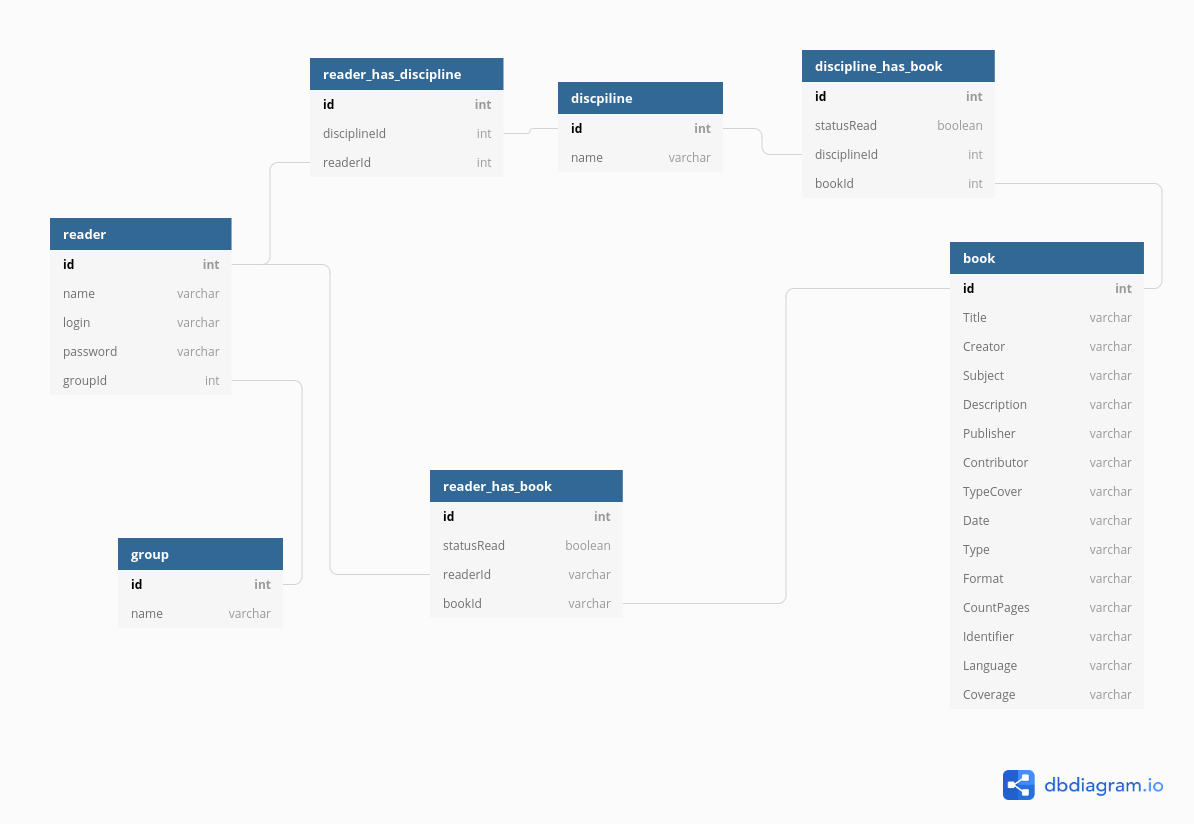 reader_has_discipline
id int
disciplineId int
readerId int
discpiline
id int
name varchar
discipline_has_book
id int
statusRead boolean
disciplineId int
bookId int
reader
id int
name varchar
login varchar
password varchar
groupId int
book
id int
Title varchar
Creator varchar
Subject varchar
Description varchar
Publisher varchar
Contributor varchar
TypeCover varchar
Date varchar
Type varchar
Format varchar
CountPages varchar
Identifier varchar
Language varchar
Coverage varchar
reader_has_book
id int
statusRead boolean
readerId varchar
bookId varchar
group
id int
name varchar
dbdiagram.io